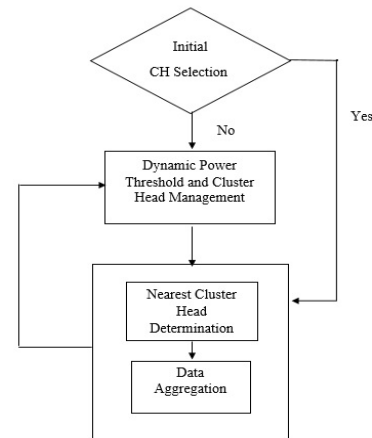 Initial
CH Selection
Yes
No
Dynamic Power
Threshold and Cluster
Head Management
Nearest Cluster
Head
Determination
Data
Aggregation